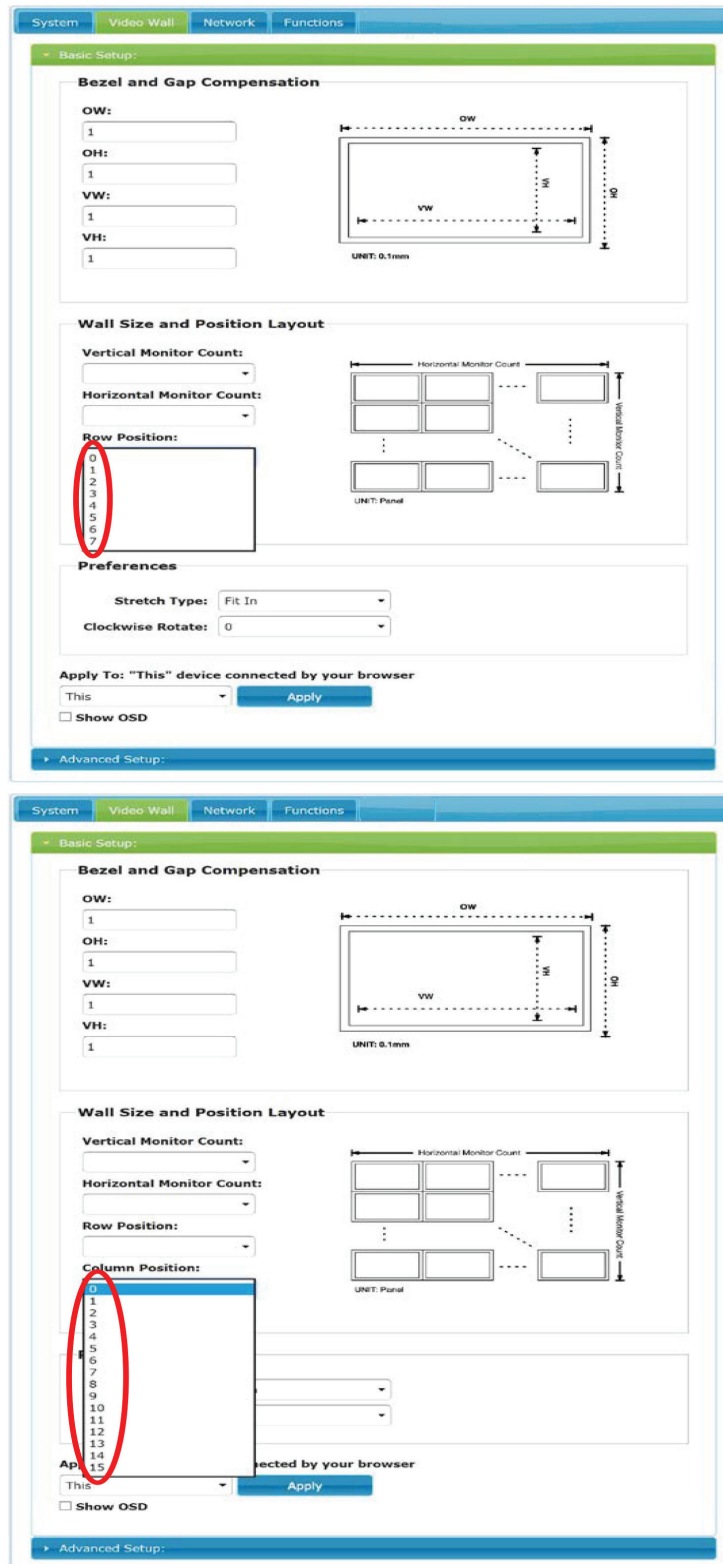 System Video Wall Network Functions
Basic Setup:
Bezel and Gap Compensation
OW:
1
OH:
1
VW:
1
VH:
1
OW
VH
OH
VW
UNIT: 0.1mm
Wall Size and Position Layout
Vertical Monitor Count:
Horizontal Monitor Count:
Row Position:
0
1
2
3
4
5
6
7
Horizontal Monitor Count
Vertical Monitor Count
UNIT: Panel
Preferences
Stretch Type: Fit In
Clockwise Rotate: 0
Apply To: "This" device connected by your browser
This Apply
Show OSD
Advanced Setup:
System Video Wall Network Functions
Basic Setup:
Bezel and Gap Compensation
OW:
1
OH:
1
VW:
1
VH:
1
OW
VH
OH
VW
UNIT: 0.1mm
Wall Size and Position Layout
Vertical Monitor Count:
Horizontal Monitor Count:
Row Position:
Column Position:
0
1
2
3
4
5
6
7
8
9
10
11
12
13
14
15
Horizontal Monitor Count
Vertical Monitor Count
UNIT: Panel
by your browser
This Apply
Show OSD
Advanced Setup: